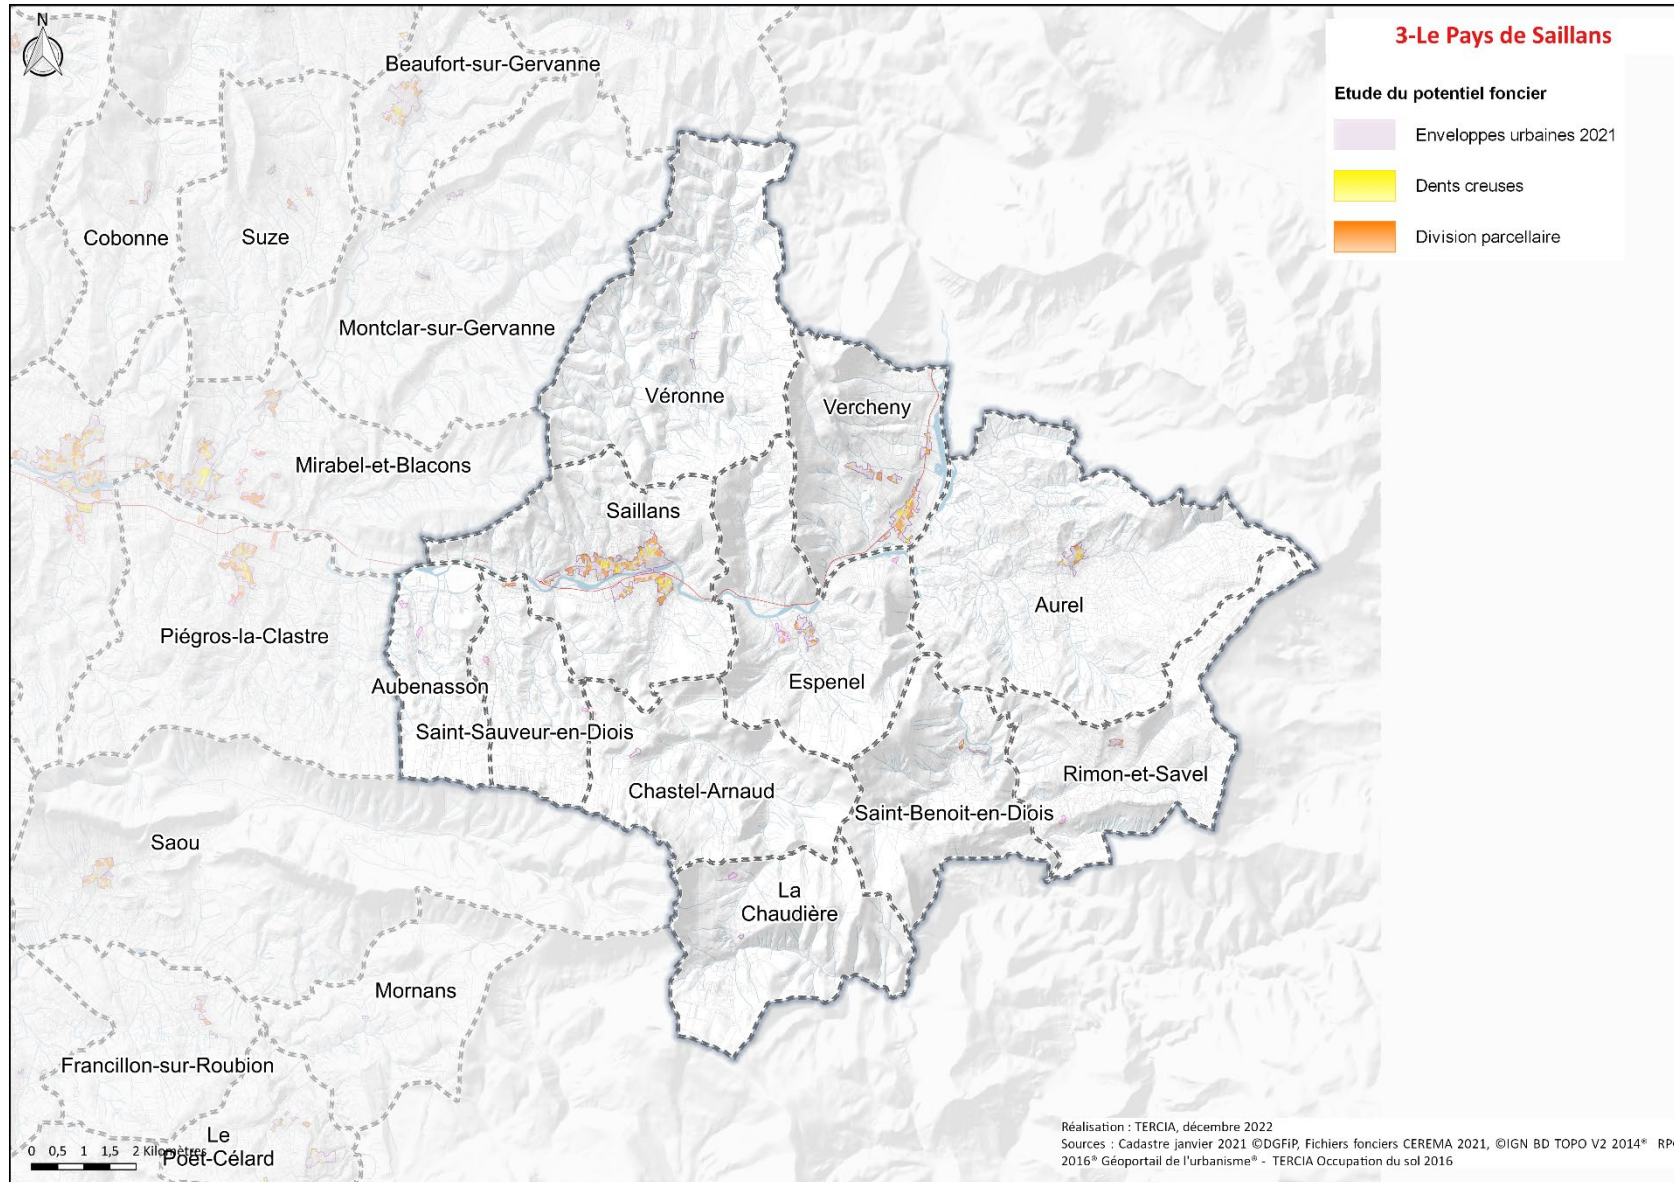 N
3-Le Pays de Saillans
Etude du potentiel foncier
Enveloppes urbaines 2021
Dents creuses
Division parcellaire
Beaufort-sur-Gervanne
Cobonne
Suze
Montclar-sur-Gervanne
Véronne
Vercheny
Mirabel-et-Blacons
Saillans
Aurel
Piégros-la-Clastre
Aubenasson
Espenel
Saint-Sauveur-en-Diois
Rimon-et-Savel
Chastel-Arnaud
Saint-Benoit-en-Diois
Saou
La
Chaudière
Mornans
Francillon-sur-Roubion
Le
Poët-Célard
0 0,5 1 1,5 2 Kilomètres
Réalisation : TERCIA, décembre 2022
Sources : Cadastre janvier 2021 ©DGFiP, Fichiers fonciers CEREMA 2021, ©IGN BD TOPO V2 2014® RP
2016® Géoportail de l'urbanisme® - TERCIA Occupation du sol 2016